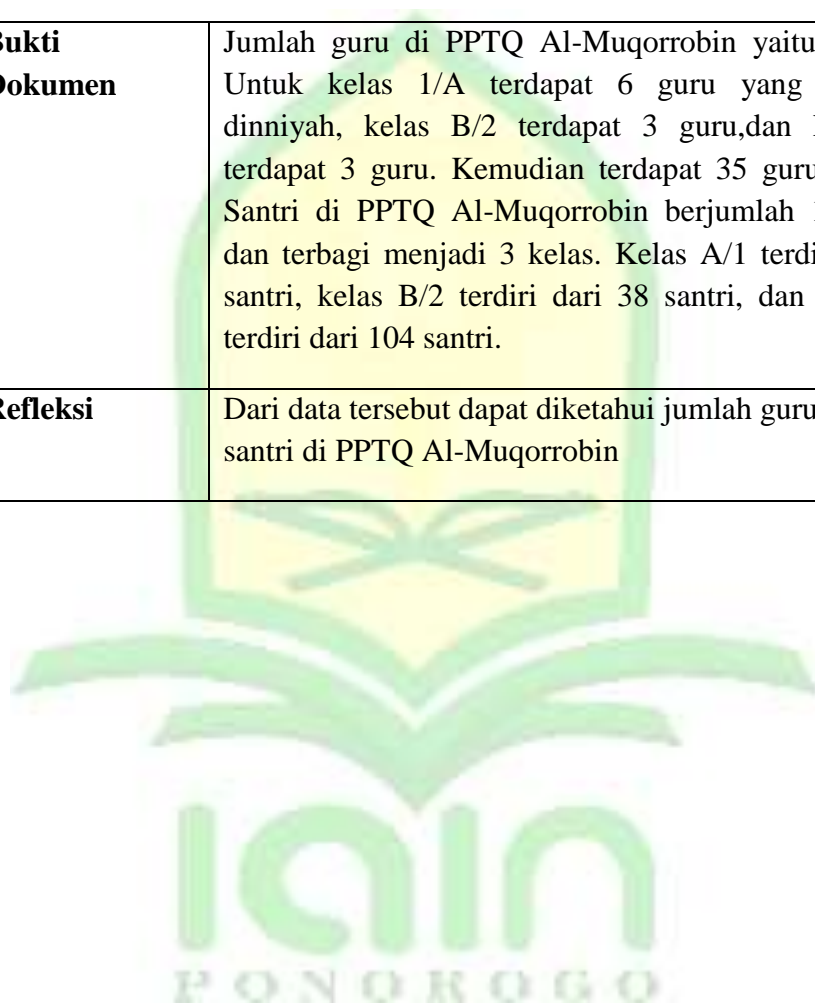 Bukti
Dokumen
Jumlah guru di PPTQ Al-Muqorrobin yaitu
Untuk kelas 1/A terdapat 6 guru yang
dinniyah, kelas B/2 terdapat 3 guru,dan
terdapat 3 guru. Kemudian terdapat 35 guru
Santri di PPTQ Al-Muqorrobin berjumlah
dan terbagi menjadi 3 kelas. Kelas A/1 terdi
santri, kelas B/2 terdiri dari 38 santri, dan
terdiri dari 104 santri.
Refleksi
Dari data tersebut dapat diketahui jumlah guru
santri di PPTQ Al-Muqorrobin
iain
PONOROGO